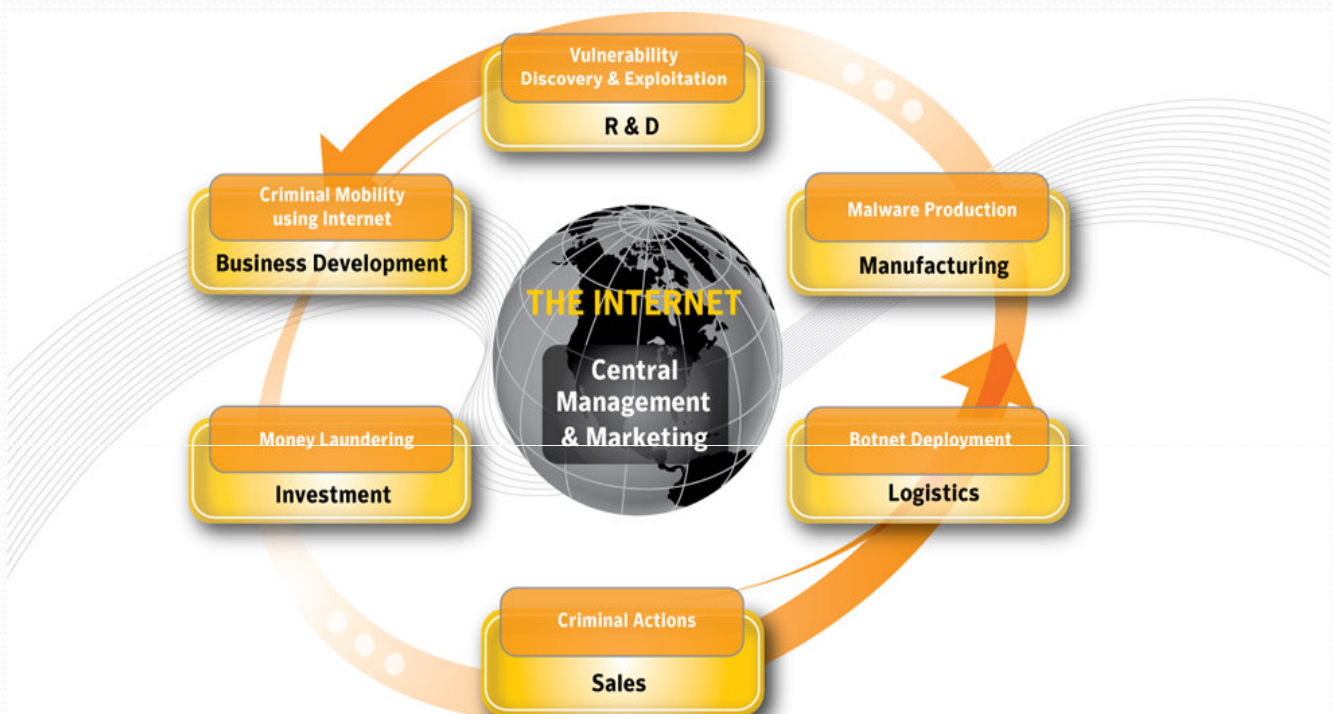 Vulnerability
Discovery & Exploitation
R & D
Criminal Mobility
using Internet
Business Development
Malware Production
Manufacturing
THE INTERNET
Central
Management
& Marketing
Money Laundering
Investment
Botnet Deployment
Logistics
Criminal Actions
Sales